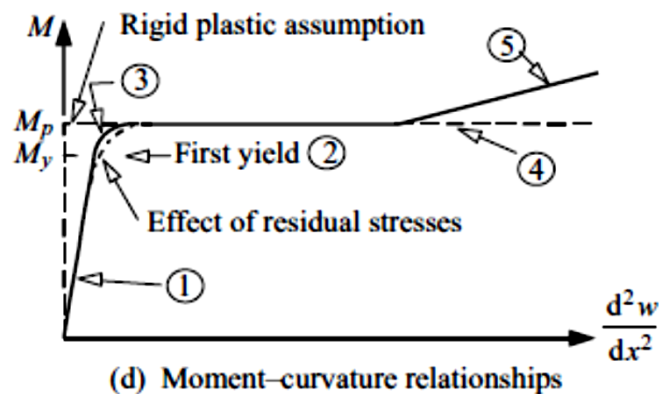 M
Rigid plastic assumption
③
⑤
Mₚ
M_y
First yield ②
④
Effect of residual stresses
①
d²w
dx²
(d) Moment–curvature relationships